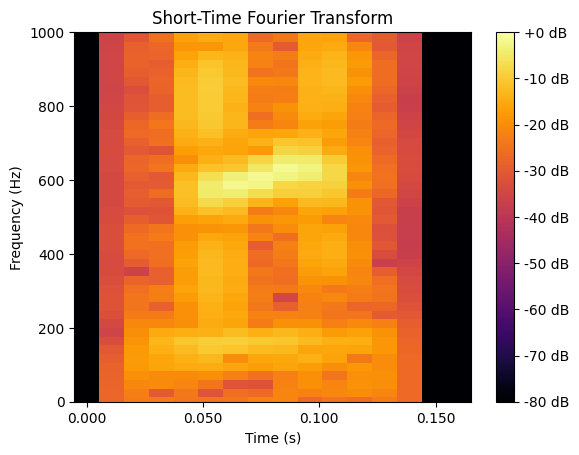 Short-Time Fourier Transform
1000
800
600
400
200
0
Frequency (Hz)
0.000
0.050
0.100
0.150
Time (s)
+0 dB
-10 dB
-20 dB
-30 dB
-40 dB
-50 dB
-60 dB
-70 dB
-80 dB